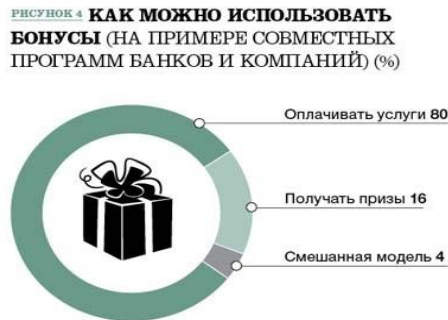 РИСУНОК 4 КАК МОЖНО ИСПОЛЬЗОВАТЬ
БОНУСЫ (НА ПРИМЕРЕ СОВМЕСТНЫХ
ПРОГРАММ БАНКОВ И КОМПАНИЙ) (%)
Оплачивать услуги 80
Получать призы 16
Смешанная модель 4